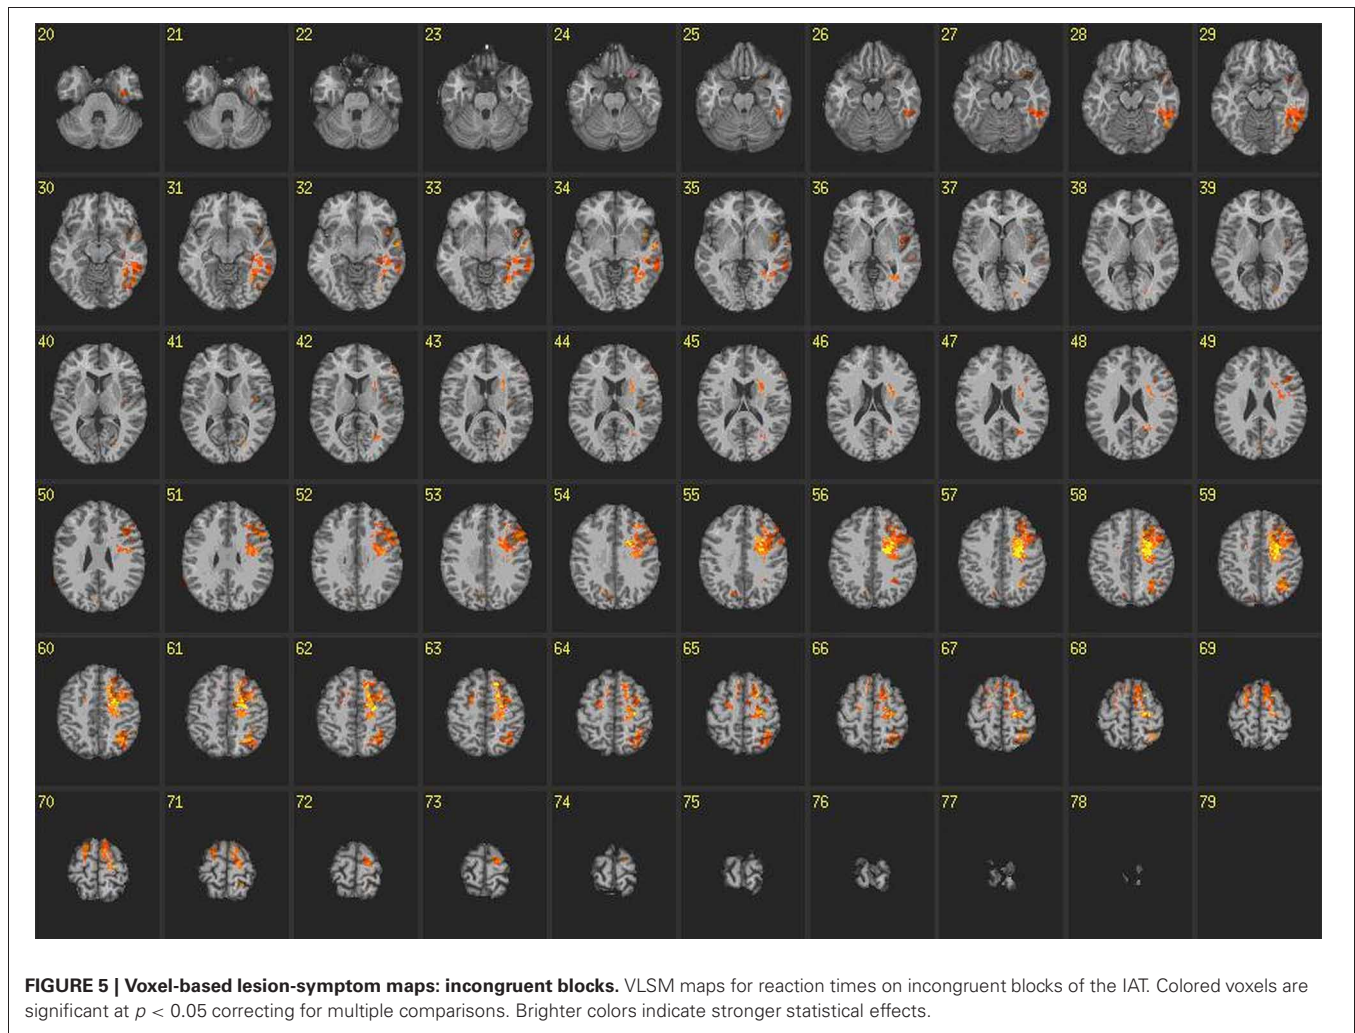 20 21 22 23 24 25 26 27 28 29
30 31 32 33 34 35 36 37 38 39
40 41 42 43 44 45 46 47 48 49
50 51 52 53 54 55 56 57 58 59
60 61 62 63 64 65 66 67 68 69
70 71 72 73 74 75 76 77 78 79
FIGURE 5 | Voxel-based lesion-symptom maps: incongruent blocks. VLSM maps for reaction times on incongruent blocks of the IAT. Colored voxels are
significant at p < 0.05 correcting for multiple comparisons. Brighter colors indicate stronger statistical effects.